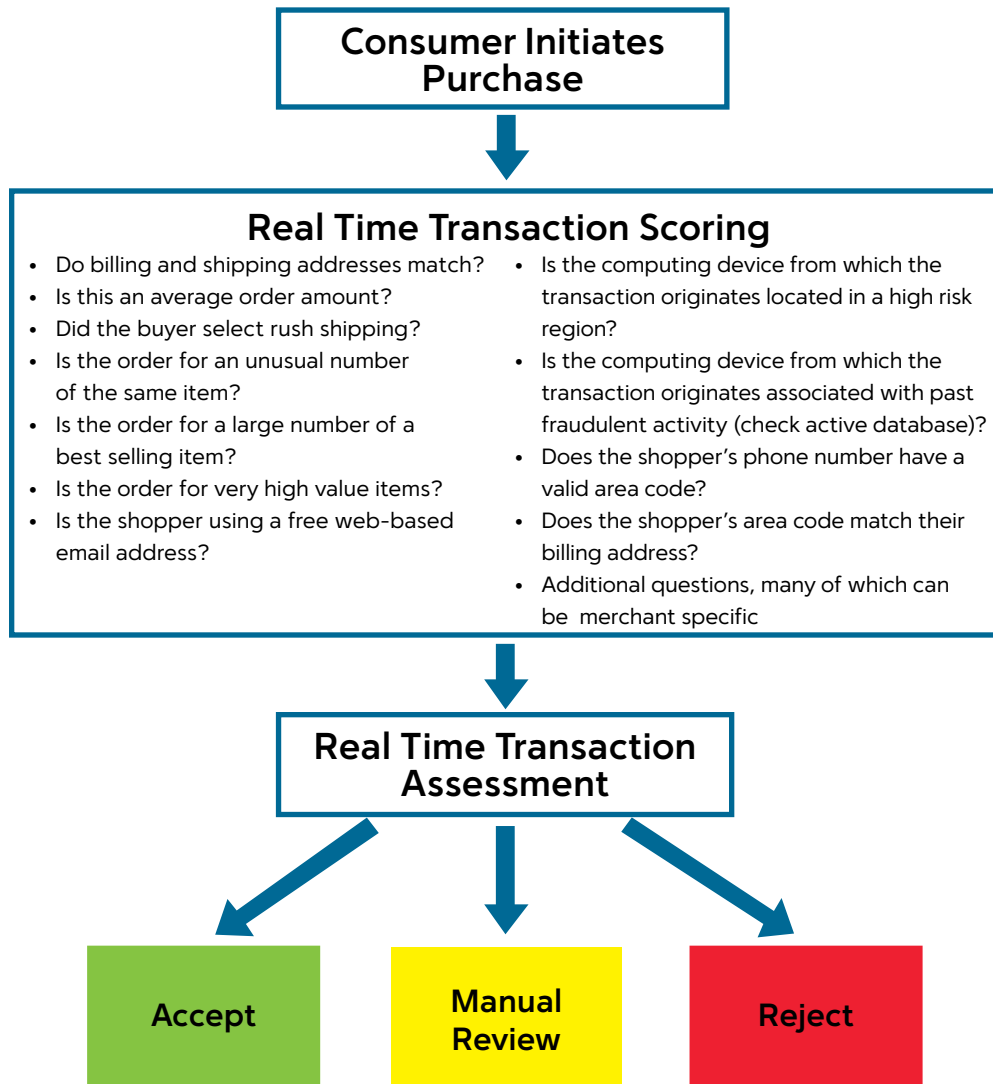 Consumer Initiates
Purchase
Real Time Transaction Scoring
• Do billing and shipping addresses match?
• Is this an average order amount?
• Did the buyer select rush shipping?
• Is the order for an unusual number
of the same item?
• Is the order for a large number of a
best selling item?
• Is the order for very high value items?
• Is the shopper using a free web-based
email address?
• Is the computing device from which the
transaction originates located in a high risk
region?
• Is the computing device from which the
transaction originates associated with past
fraudulent activity (check active database)?
• Does the shopper’s phone number have a
valid area code?
• Does the shopper’s area code match their
billing address?
• Additional questions, many of which can
be merchant specific
Real Time Transaction
Assessment
Accept
Manual
Review
Reject